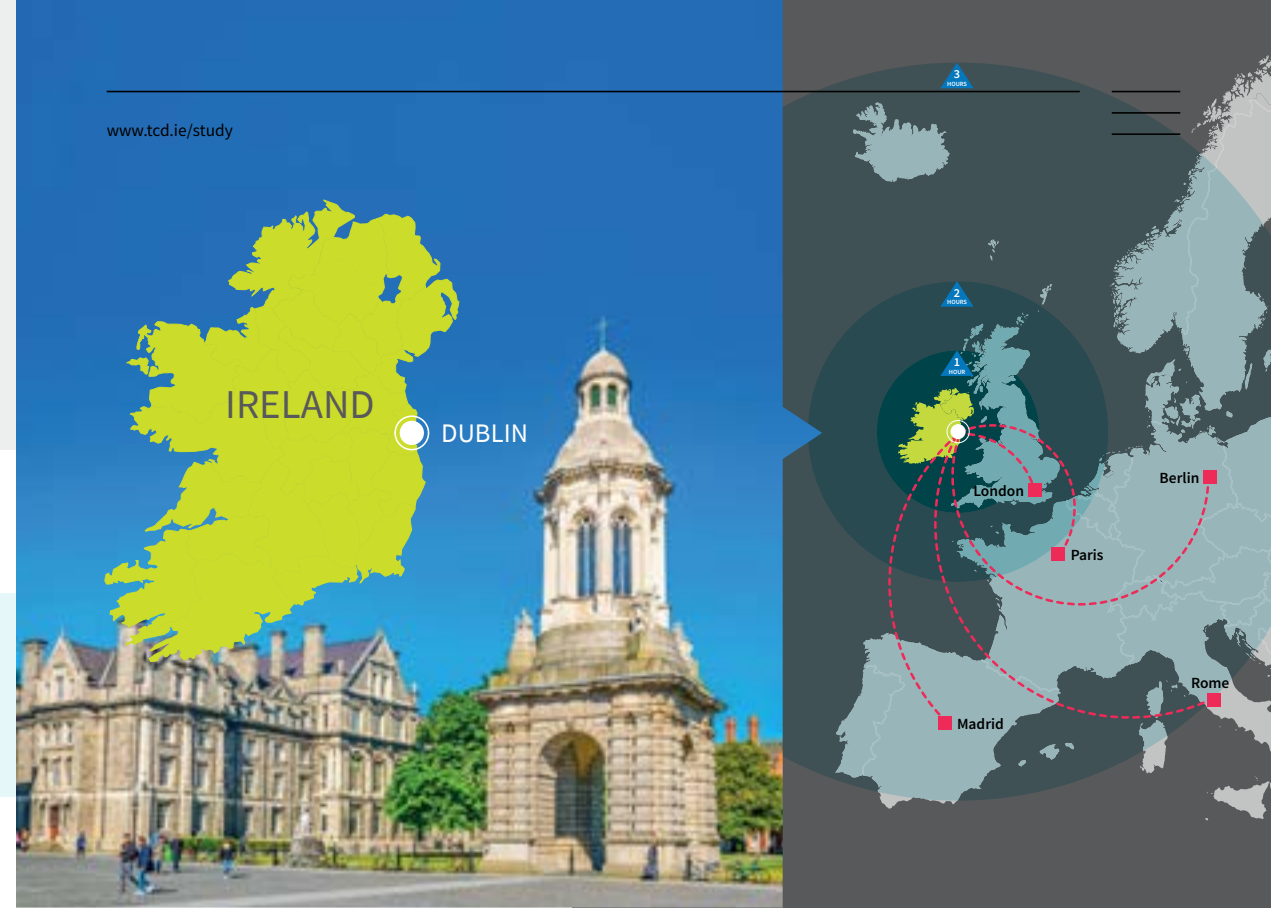 www.tcd.ie/study
IRELAND
DUBLIN
3
HOURS
2
HOURS
1
HOUR
London
Berlin
Paris
Rome
Madrid